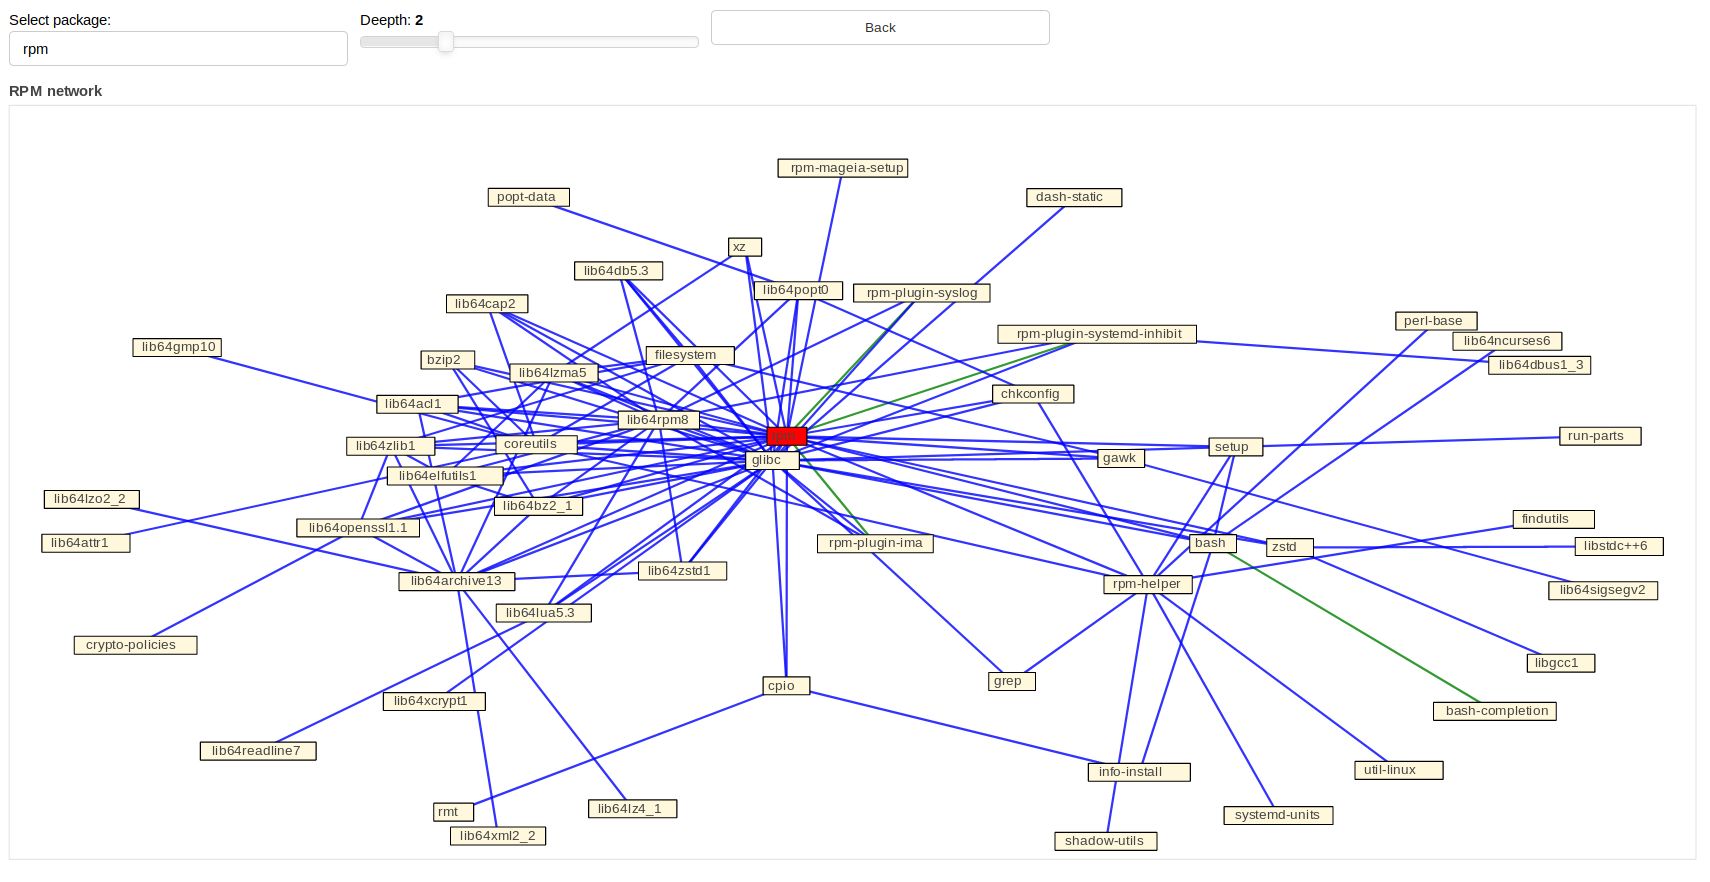 Select package:
Deepth: 2
Back
rpm
RPM network
rpm-mageia-setup
popt-data
dash-static
xz
lib64db5.3
lib64popt0
rpm-plugin-syslog
lib64cap2
perl-base
rpm-plugin-systemd-inhibit
lib64ncurses6
lib64gmp10
filesystem
bzip2
lib64dbus1_3
lib64lzma5
chkconfig
lib64acl1
lib64rpm8
rpm
run-parts
coreutils
lib64zlib1
setup
glibc
gawk
lib64elfutils1
lib64lzo2_2
lib64bz2_1
findutils
lib64openssl1.1
lib64attr1
rpm-plugin-ima
bash
zstd
libstdc++6
lib64zstd1
lib64archive13
rpm-helper
lib64sigsegv2
lib64lua5.3
crypto-policies
libgcc1
grep
cpio
lib64xcrypt1
bash-completion
lib64readline7
info-install
util-linux
lib64lz4_1
rmt
systemd-units
lib64xml2_2
shadow-utils